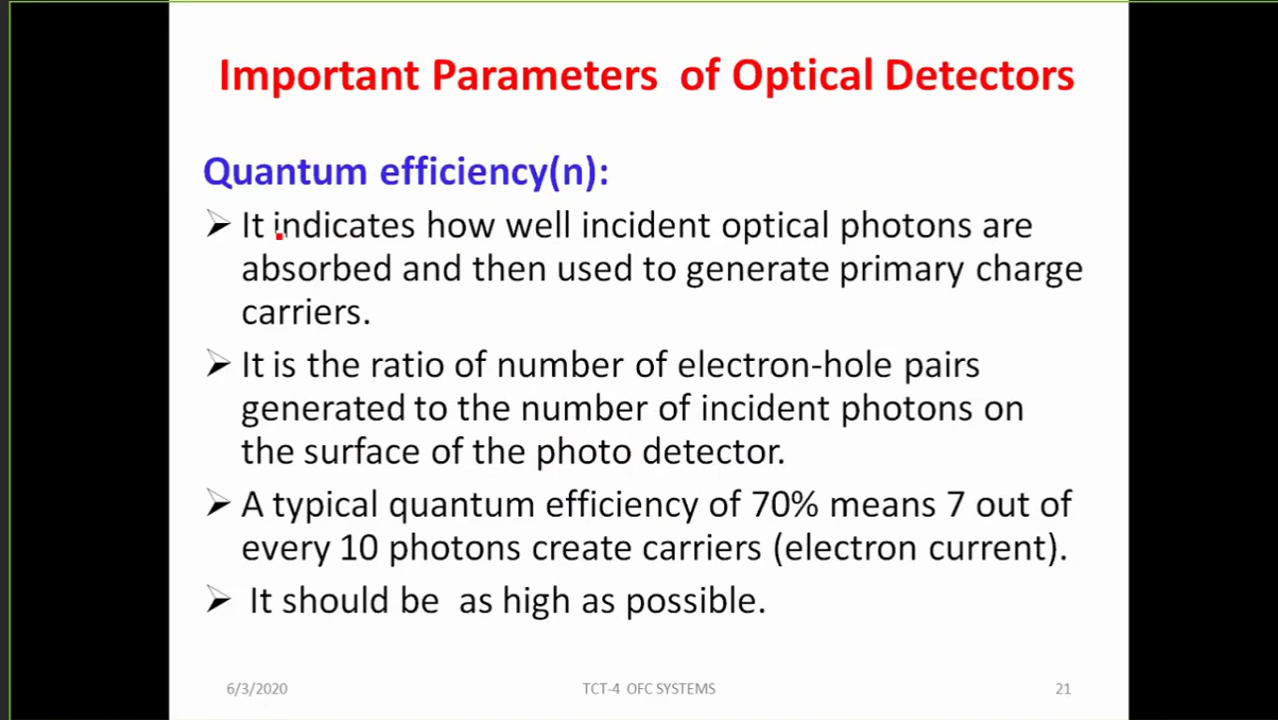 Important Parameters of Optical Detectors
Quantum efficiency(n):
➢ It indicates how well incident optical photons are
absorbed and then used to generate primary charge
carriers.
➢ It is the ratio of number of electron-hole pairs
generated to the number of incident photons on
the surface of the photo detector.
➢ A typical quantum efficiency of 70% means 7 out of
every 10 photons create carriers (electron current).
➢ It should be as high as possible.
6/3/2020 TCT-4 OFC SYSTEMS 21